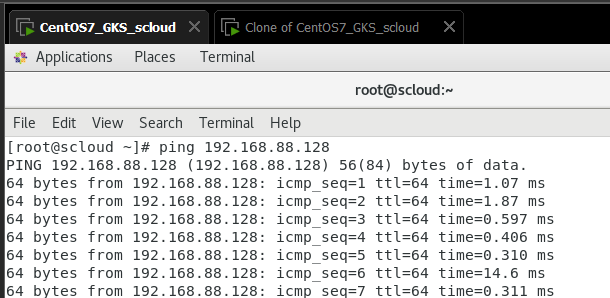 CentOS7_GKS_scloud Clone of CentOS7_GKS_scloud
Applications Places Terminal
root@scloud:~
File Edit View Search Terminal Help
[root@scloud ~]# ping 192.168.88.128
PING 192.168.88.128 (192.168.88.128) 56(84) bytes of data.
64 bytes from 192.168.88.128: icmp_seq=1 ttl=64 time=1.07 ms
64 bytes from 192.168.88.128: icmp_seq=2 ttl=64 time=1.87 ms
64 bytes from 192.168.88.128: icmp_seq=3 ttl=64 time=0.597 ms
64 bytes from 192.168.88.128: icmp_seq=4 ttl=64 time=0.406 ms
64 bytes from 192.168.88.128: icmp_seq=5 ttl=64 time=0.310 ms
64 bytes from 192.168.88.128: icmp_seq=6 ttl=64 time=14.6 ms
64 bytes from 192.168.88.128: icmp_seq=7 ttl=64 time=0.311 ms